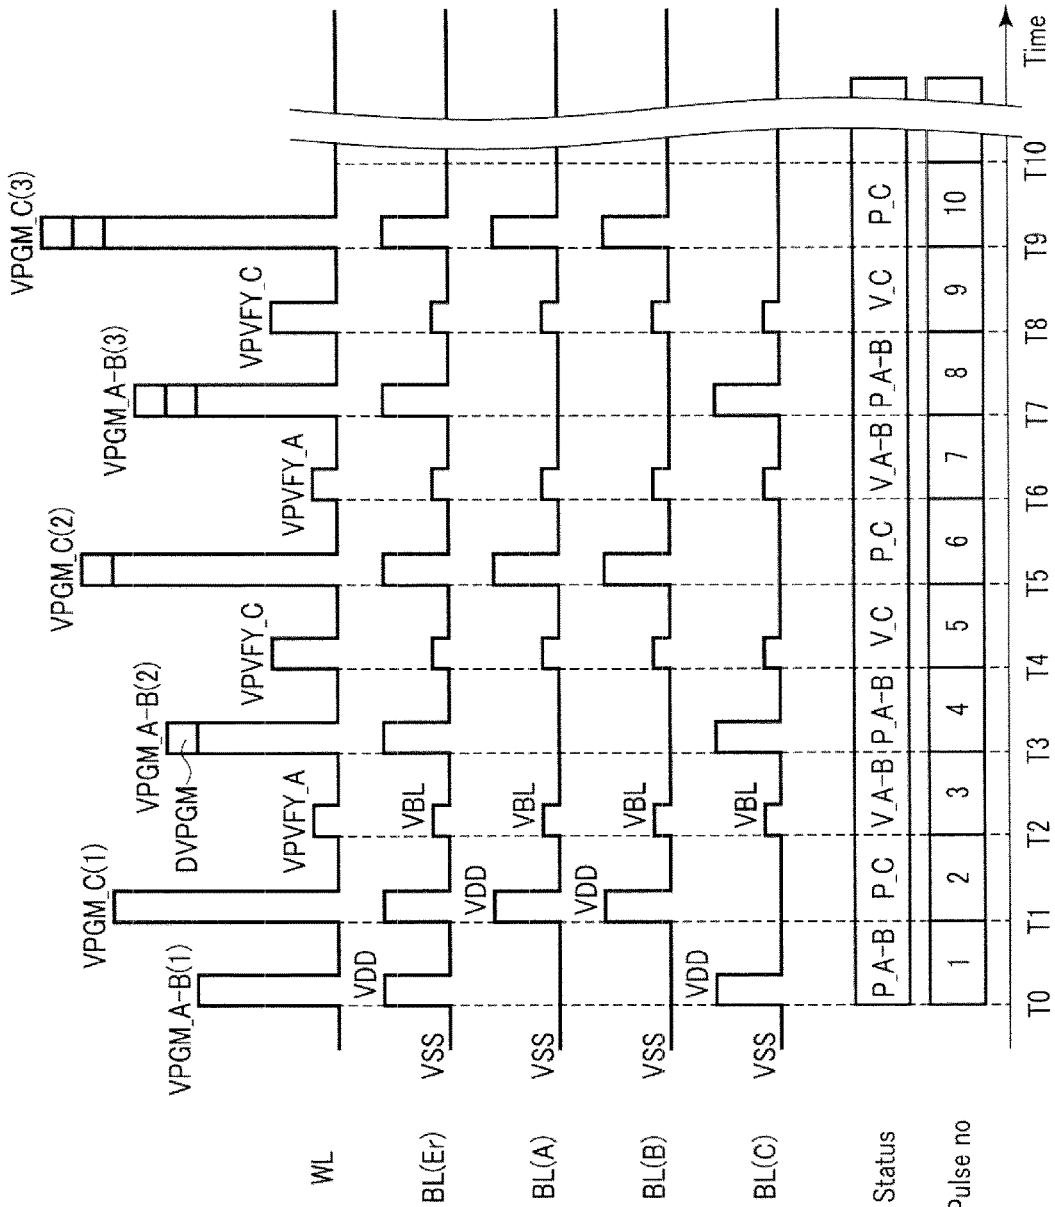 VPGM_A-B(1)
VPGM_C(1)
VPGM_A-B(2)
DVPGM
VPGM_C(2)
VPGM_A-B(3)
VPGM_C(3)
VPVFY_A
VPVFY_C
VPVFY_A
VPVFY_C
WL
BL(Er)
VSS
VDD
VBL
BL(A)
VSS
VDD
VBL
BL(B)
VSS
VDD
VBL
BL(C)
VSS
VDD
VBL
Status
P_A-B
P_C
V_A-B
P_A-B
V_C
P_C
V_A-B
P_A-B
V_C
P_C
Pulse no
1
2
3
4
5
6
7
8
9
10
T0
T1
T2
T3
T4
T5
T6
T7
T8
T9
T10
Time